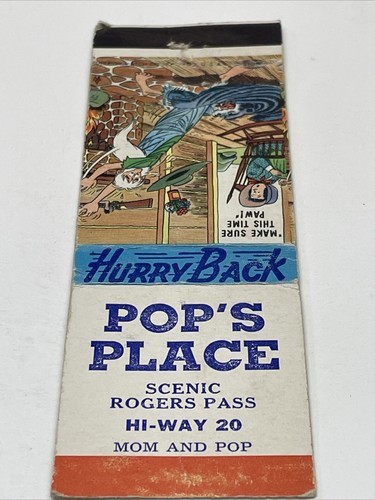 "MAKE SURE
THIS TIME
PAW!"
HURRY BACK
POP'S
PLACE
SCENIC
ROGERS PASS
HI-WAY 20
MOM AND POP